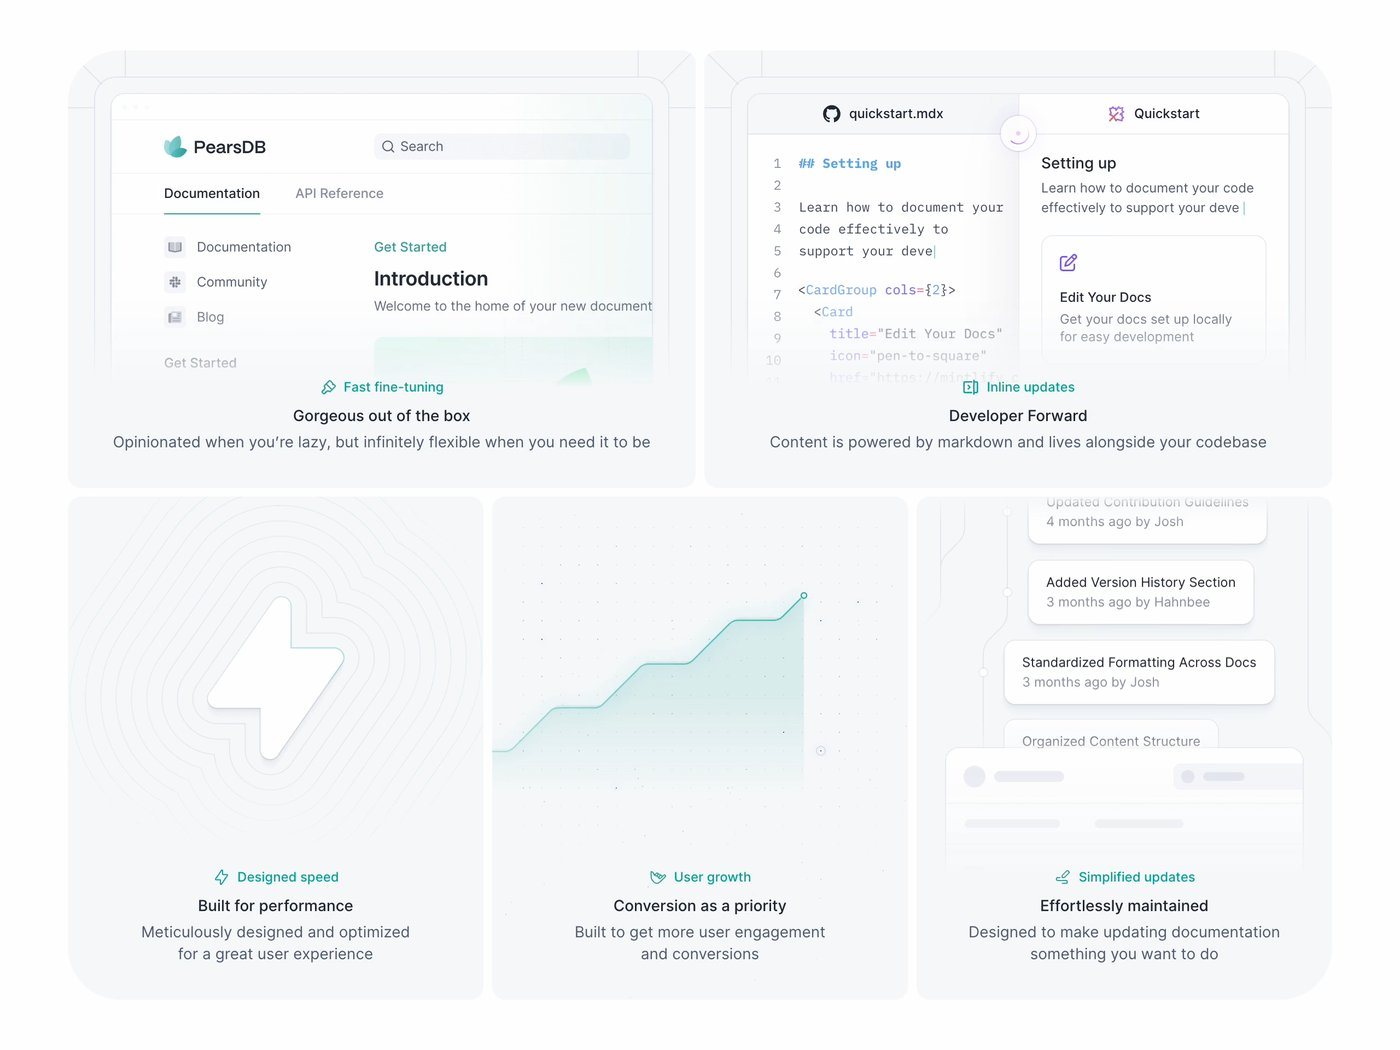 PearsDB
Search
Documentation
API Reference
Documentation
Community
Blog
Get Started
Get Started
Introduction
Welcome to the home of your new document
Fast fine-tuning
Gorgeous out of the box
Opinionated when you’re lazy, but infinitely flexible when you need it to be
quickstart.mdx
1 ## Setting up
2
3 Learn how to document your
4 code effectively to
5 support your deve
6
7 <CardGroup cols={2}>
8 <Card
9 title="Edit Your Docs"
10 icon="pen-to-square"
11 href="https://mintlify.c
Quickstart
Setting up
Learn how to document your code
effectively to support your deve
Edit Your Docs
Get your docs set up locally
for easy development
Inline updates
Developer Forward
Content is powered by markdown and lives alongside your codebase
Designed speed
Built for performance
Meticulously designed and optimized
for a great user experience
User growth
Conversion as a priority
Built to get more user engagement
and conversions
Updated Contribution Guidelines
4 months ago by Josh
Added Version History Section
3 months ago by Hahnbee
Standardized Formatting Across Docs
3 months ago by Josh
Organized Content Structure
Simplified updates
Effortlessly maintained
Designed to make updating documentation
something you want to do